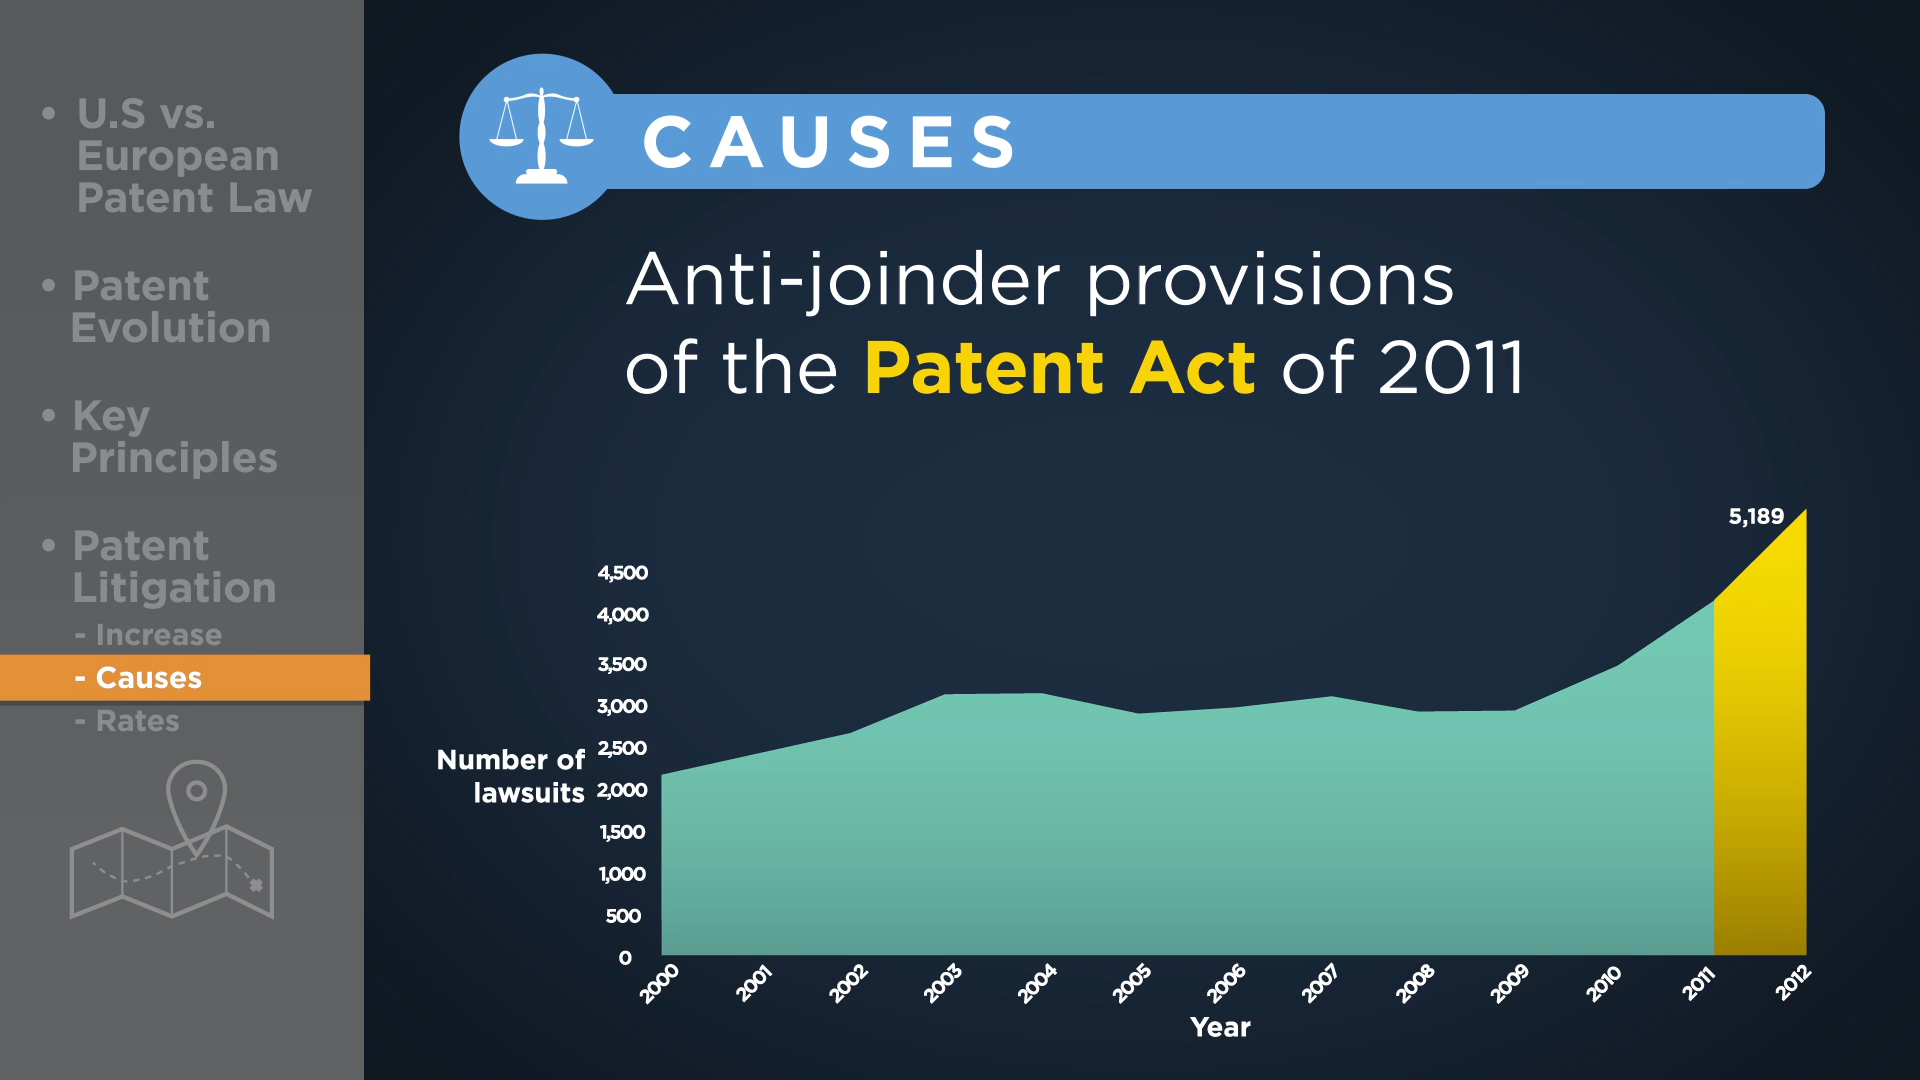 • U.S vs.
European
Patent Law
• Patent
Evolution
• Key
Principles
• Patent
Litigation
- Increase
- Causes
- Rates
CAUSES
Anti-joinder provisions
of the Patent Act of 2011
5,189
4,500
4,000
3,500
3,000
2,500
2,000
1,500
1,000
500
0
Number of
lawsuits
2000 2001 2002 2003 2004 2005 2006 2007 2008 2009 2010 2011 2012
Year